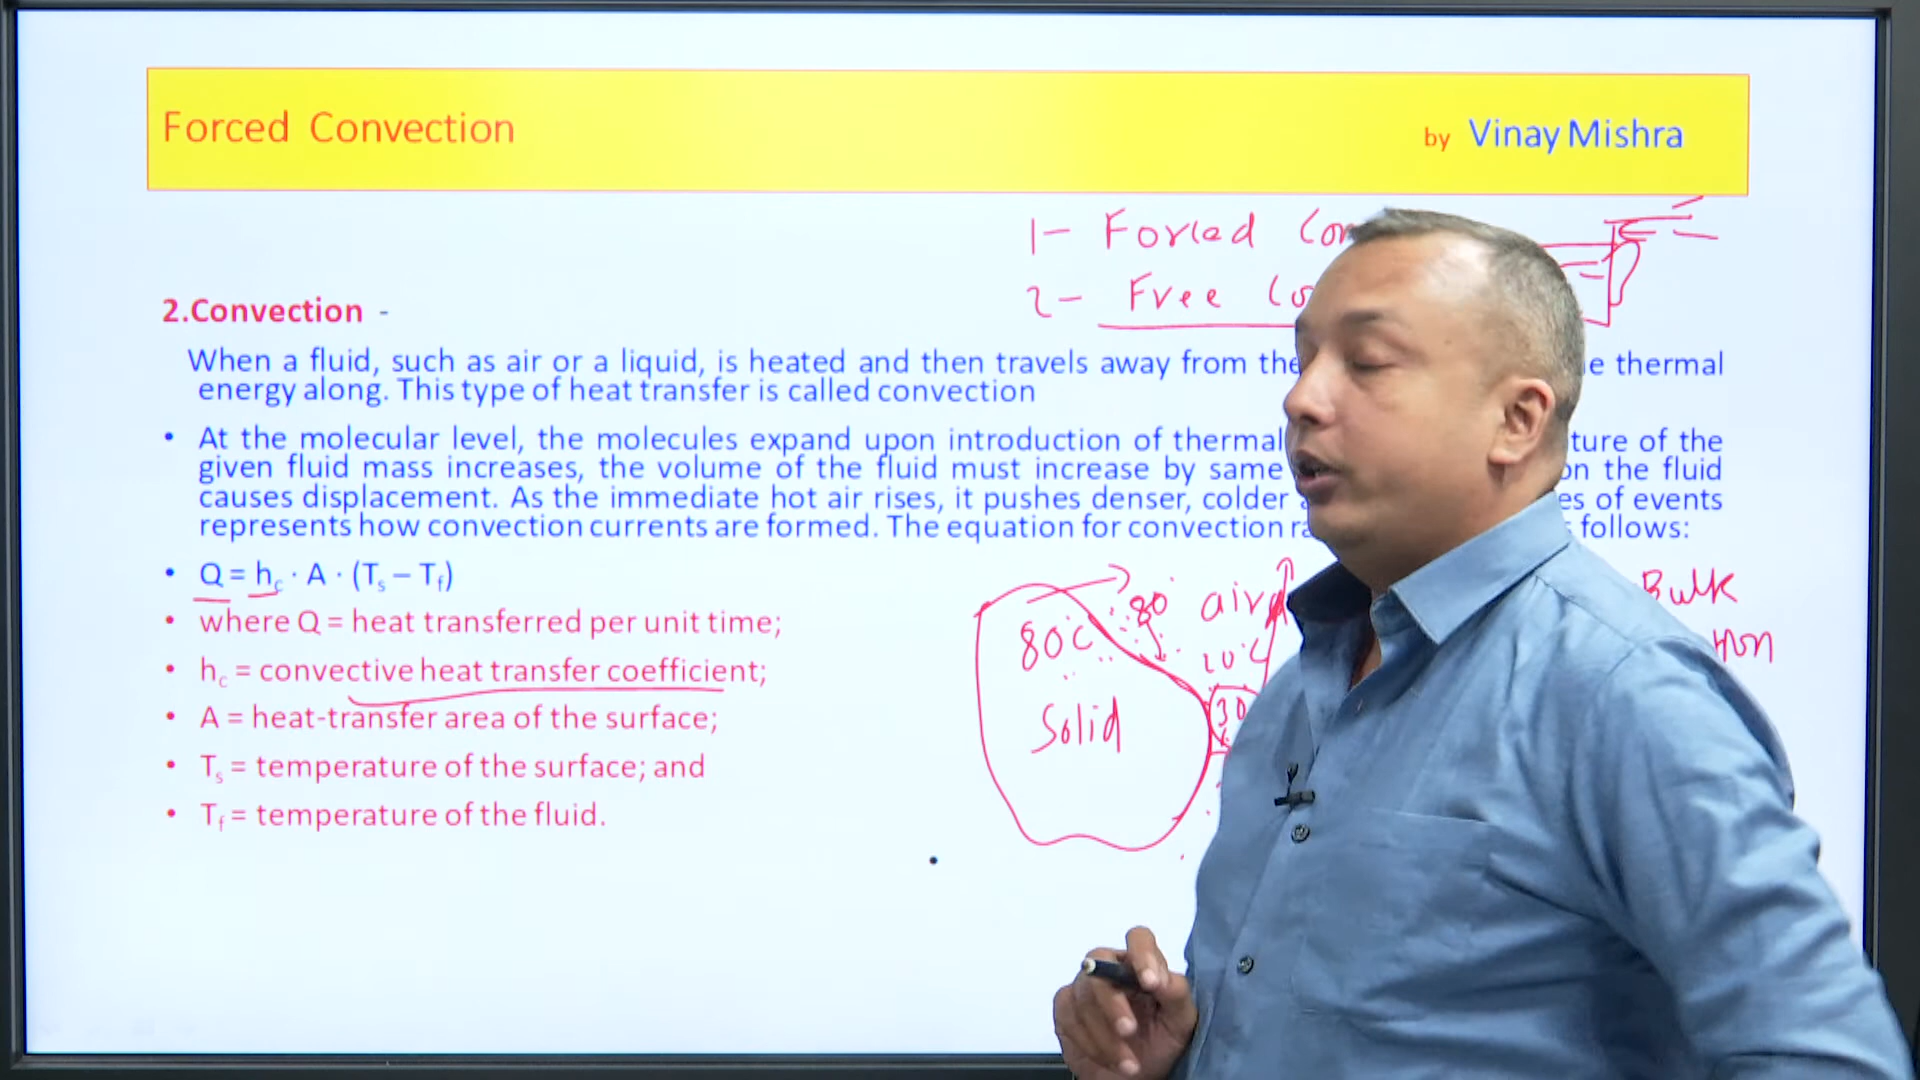 Forced Convection
by Vinay Mishra
1- Forced Con
2- Free Co
2.Convection -
When a fluid, such as air or a liquid, is heated and then travels away from the thermal
energy along. This type of heat transfer is called convection
• At the molecular level, the molecules expand upon introduction of thermal ture of the
given fluid mass increases, the volume of the fluid must increase by same on the fluid
causes displacement. As the immediate hot air rises, it pushes denser, colder es of events
represents how convection currents are formed. The equation for convection ra follows:
• Q = hc · A · (Ts − Tf)
• where Q = heat transferred per unit time;
• hc = convective heat transfer coefficient;
• A = heat-transfer area of the surface;
• Ts = temperature of the surface; and
• Tf = temperature of the fluid.
80°C
Solid
80°
air
20°C
30
Bulk